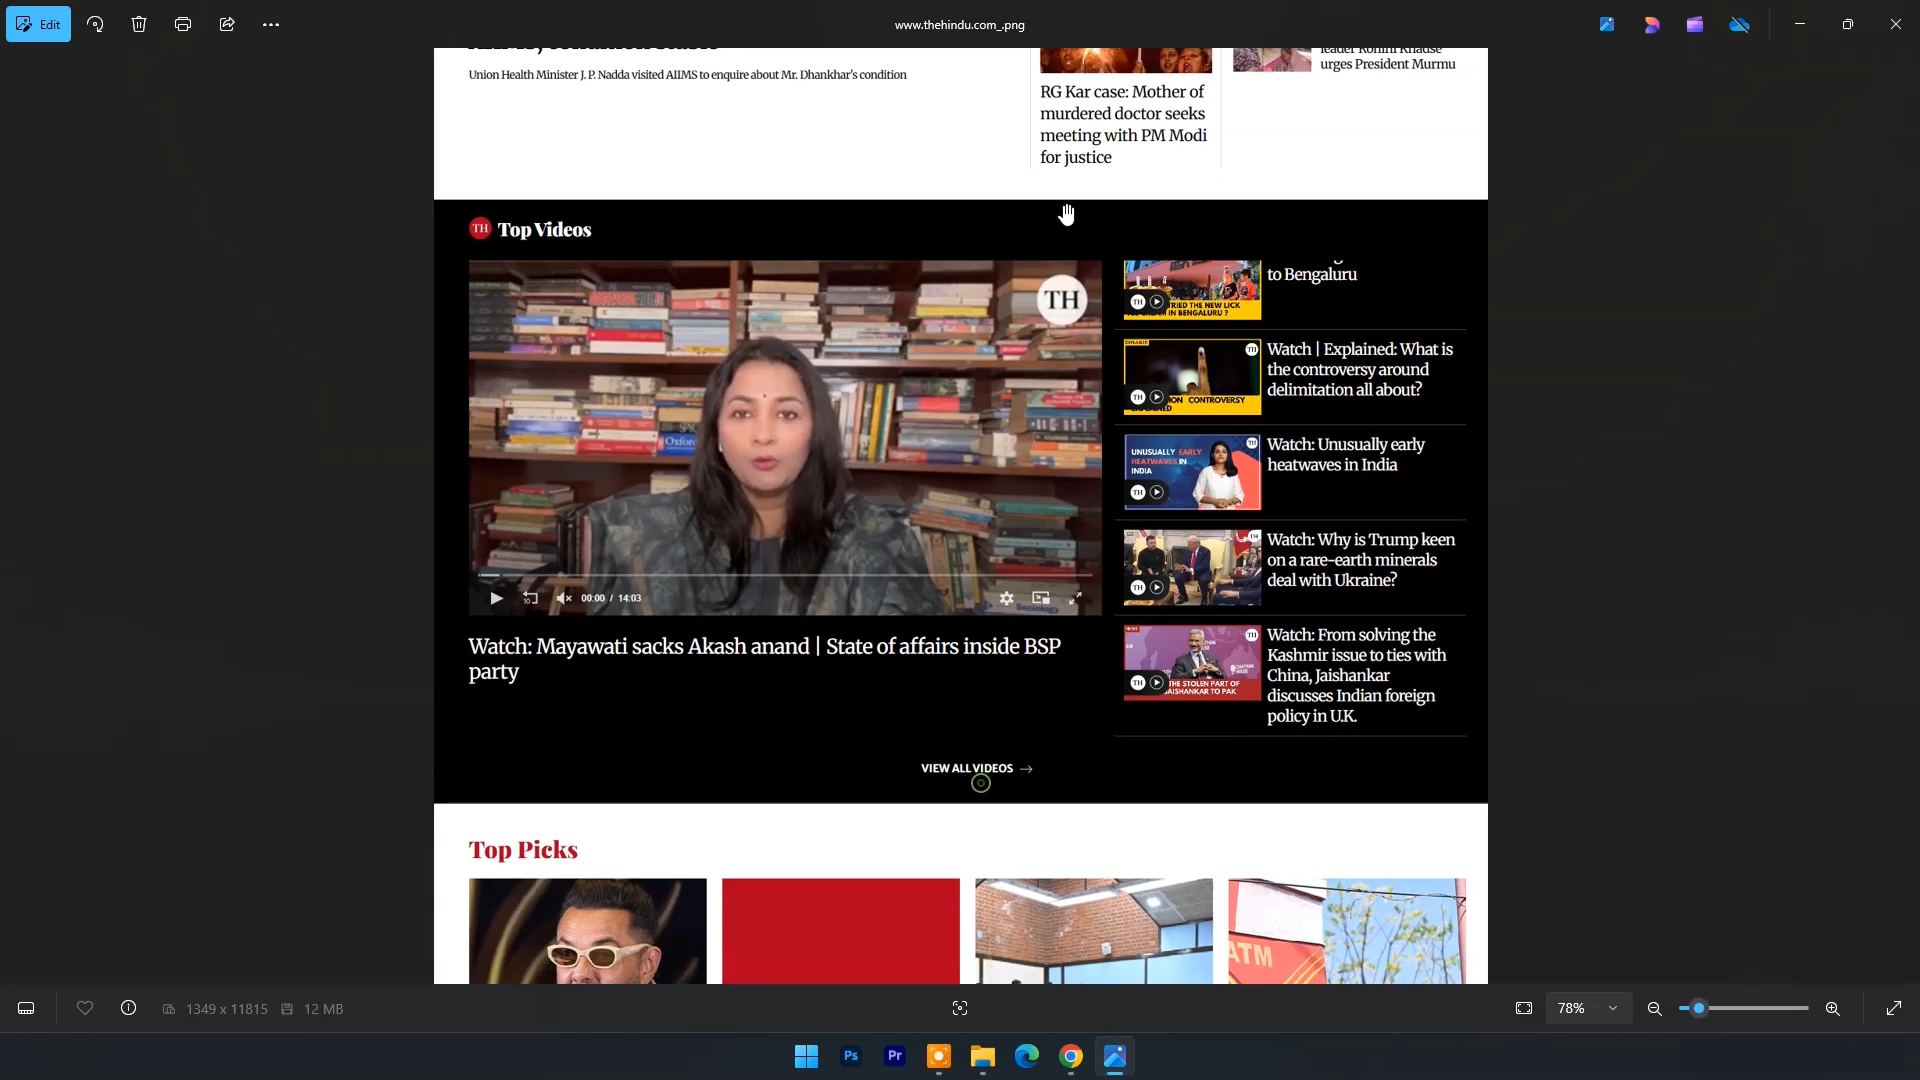 Edit
www.thehindu.com_.png
Union Health Minister J. P. Nadda visited AIIMS to enquire about Mr. Dhankhar's condition
RG Kar case: Mother of
murdered doctor seeks
meeting with PM Modi
for justice
leader Rohini Khadse
urges President Murmu
TH Top Videos
TH
Oxford
Sociology
00:00 / 14:03
Watch: Mayawati sacks Akash anand | State of affairs inside BSP
party
to Bengaluru
TRIED THE NEW LICK
IN BENGALURU ?
Watch | Explained: What is
the controversy around
delimitation all about?
CONTROVERSY
EXPLAINED
Watch: Unusually early
heatwaves in India
UNUSUALLY EARLY
HEATWAVES IN
INDIA
Watch: Why is Trump keen
on a rare-earth minerals
deal with Ukraine?
Watch: From solving the
Kashmir issue to ties with
China, Jaishankar
discusses Indian foreign
policy in U.K.
THE STOLEN PART OF
JAISHANKAR TO PAK
VIEW ALL VIDEOS →
Top Picks
ATM
1349 x 11815
12 MB
78%
Ps
Pr